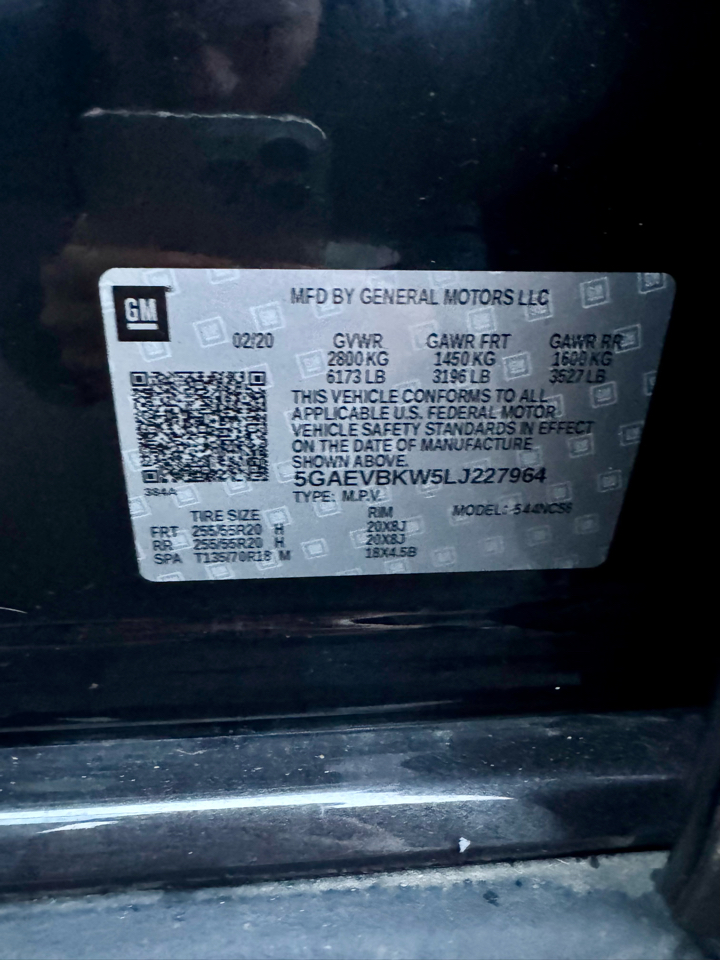 GM
MFD BY GENERAL MOTORS LLC
02/20 GVWR GAWR FRT GAWR RR
2800 KG 1450 KG 1600 KG
6173 LB 3196 LB 3527 LB
THIS VEHICLE CONFORMS TO ALL
APPLICABLE U.S. FEDERAL MOTOR
VEHICLE SAFETY STANDARDS IN EFFECT
ON THE DATE OF MANUFACTURE
SHOWN ABOVE.
5GAEVBKW5LJ227964
384A
TYPE: M.P.V.
TIRE SIZE RIM MODEL:
FRT 255/55R20 H 20X8J
RR 255/55R20 H 20X8J
SPA T135/70R18 M 18X4.5B